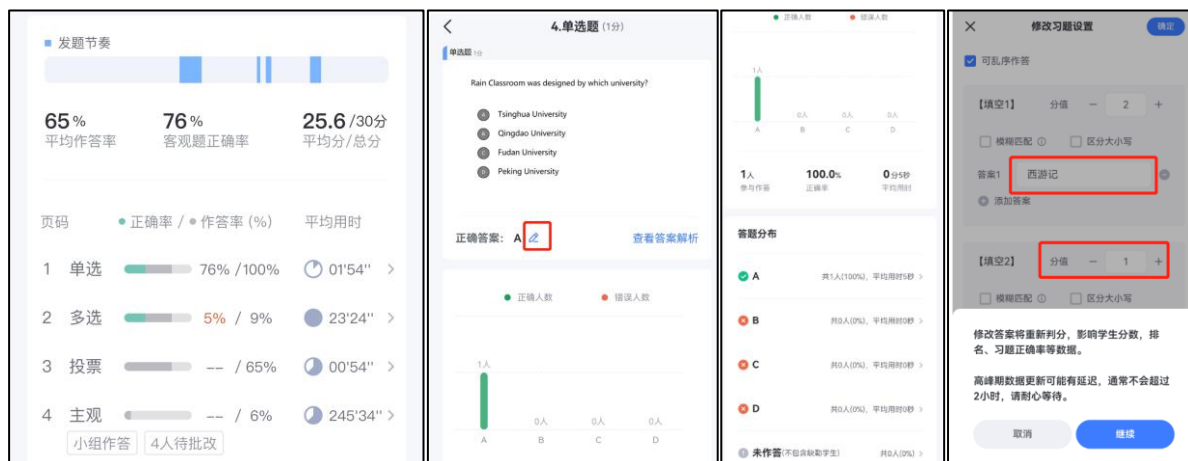 发题节奏
65% 76% 25.6/30分
平均作答率 客观题正确率 平均分/总分
页码 正确率 / 作答率 (%) 平均用时
1 单选 76% /100% 01'54"
2 多选 5% / 9% 23'24"
3 投票 -- / 65% 00'54"
4 主观 -- / 6% 245'34"
小组作答 4人待批改
4.单选题 (1分)
单选题 1分
Rain Classroom was designed by which university?
A Tsinghua University
B Qingdao University
C Fudan University
D Peking University
正确答案: A 查看答案解析
正确人数 错误人数
1人 0人 0人 0人
A B C D
正确人数 错误人数
1人 0人 0人 0人
A B C D
1人 100.0% 0分5秒
参与作答 正确率 平均用时
答题分布
A 共1人(100%), 平均用时5秒
B 共0人(0%), 平均用时0秒
C 共0人(0%), 平均用时0秒
D 共0人(0%), 平均用时0秒
未作答(不包含缺勤学生) 共0人(0%)
修改习题设置 确定
可乱序作答
【填空1】 分值 — 2 +
模糊匹配 区分大小写
答案1 西游记
添加答案
【填空2】 分值 — 1 +
模糊匹配 区分大小写
修改答案将重新判分，影响学生分数，排
名、习题正确率等数据。
高峰期数据更新可能有延迟，通常不会超过
2小时，请耐心等待。
取消 继续